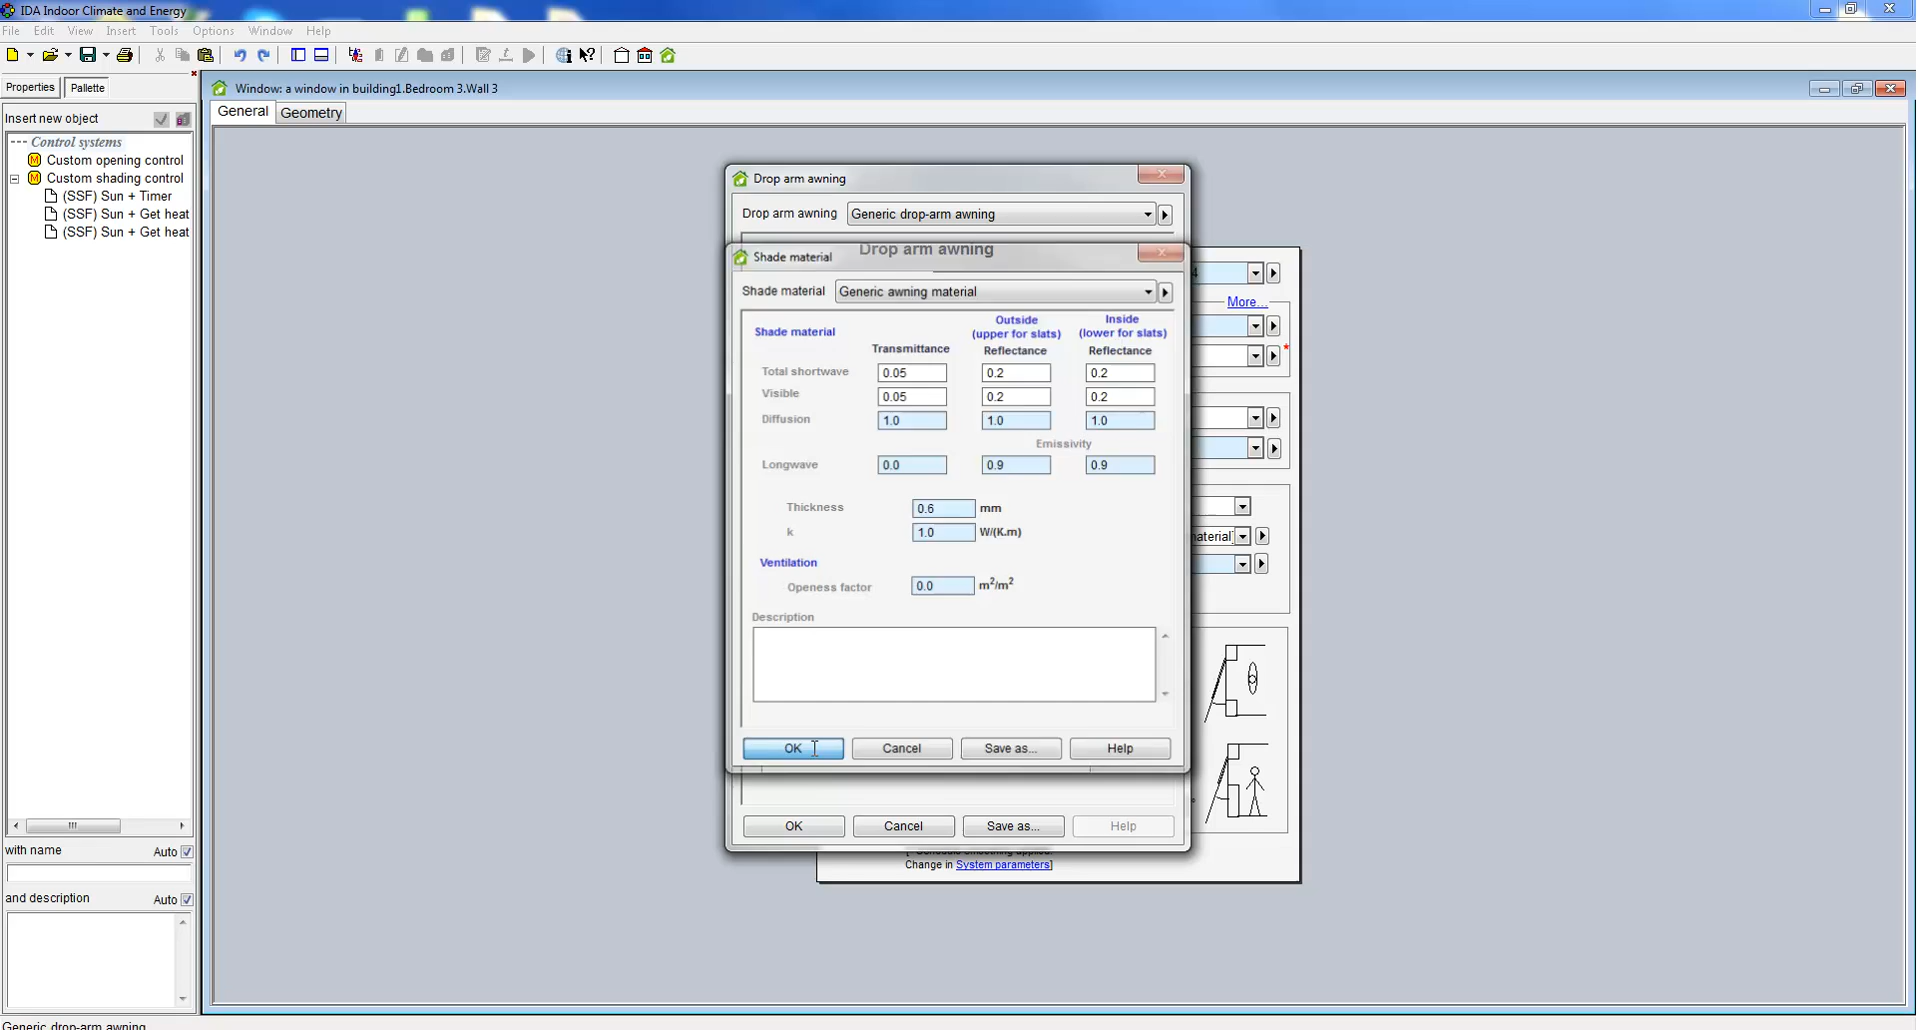 IDA Indoor Climate and Energy
File Edit View Insert Tools Options Window Help
Properties Pallette
Window: a window in building1.Bedroom 3.Wall 3
General Geometry
Insert new object
--- Control systems
Custom opening control
Custom shading control
(SSF) Sun + Timer
(SSF) Sun + Get heat
(SSF) Sun + Get heat
with name Auto
and description Auto
Drop arm awning
Drop arm awning Generic drop-arm awning
Drop arm awning
Shade material
Shade material Generic awning material
Shade material
Outside Inside
(upper for slats) (lower for slats)
Transmittance Reflectance Reflectance
Total shortwave 0.05 0.2 0.2
Visible 0.05 0.2 0.2
Diffusion 1.0 1.0 1.0
Emissivity
Longwave 0.0 0.9 0.9
Thickness 0.6 mm
k 1.0 W/(K.m)
Ventilation
Openess factor 0.0 m²/m²
Description
OK Cancel Save as... Help
OK Cancel Save as... Help
4
More...
*
naterial]
Change in System parameters]
Generic drop-arm awning